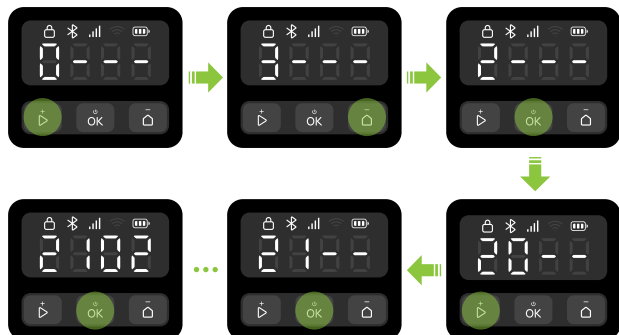 0---
+ OK −
3---
+ OK −
2---
+ OK −
20--
+ OK −
21--
+ OK −
2102
+ OK −